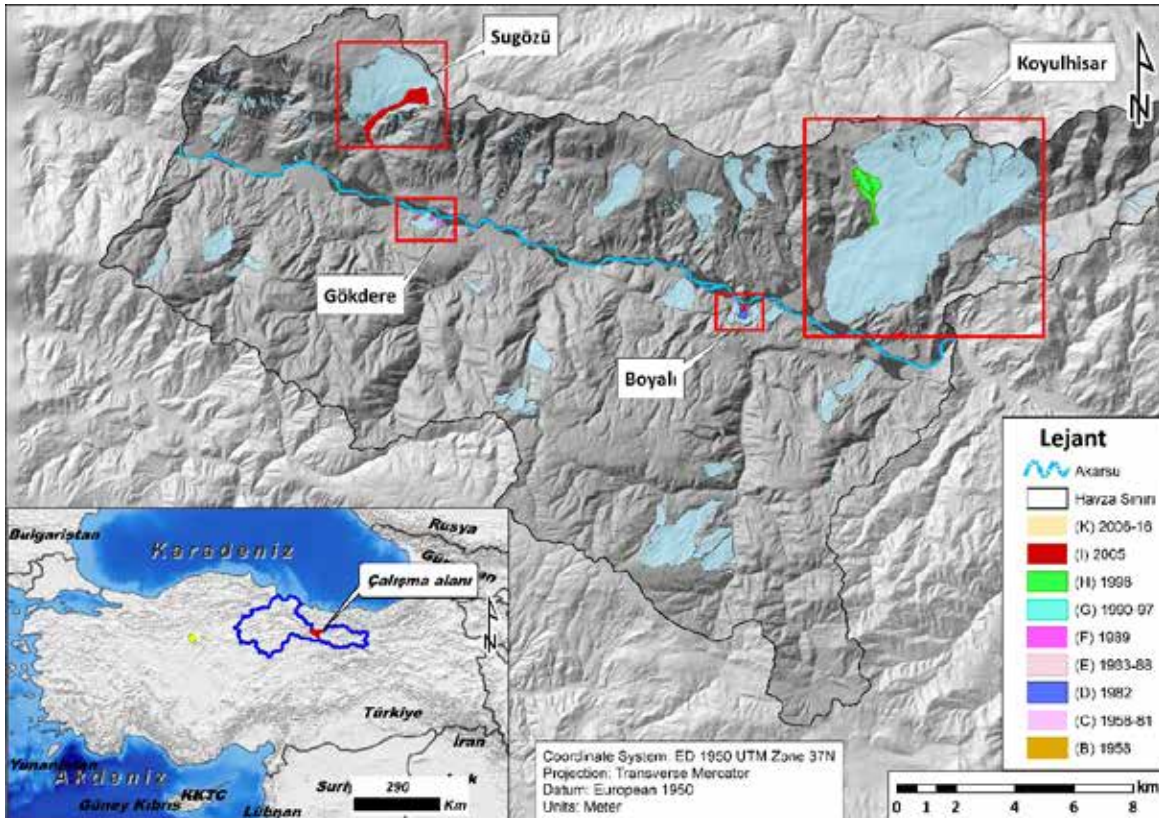 Sugözü
Koyulhisar
N
Gökdere
Boyalı
Lejant
Akarsu
Havza Sınırı
(K) 2006-16
(I) 2005
(H) 1998
(G) 1990-97
(F) 1989
(E) 1983-88
(D) 1982
(C) 1958-81
(B) 1958
Bulgaristan
Karadeniz
Rusya
Çalışma alanı
N
Türkiye
İran
Yunanistan
Akdeniz
Güney Kıbrıs
KKTC
Lübnan
290
Km
Coordinate System: ED 1950 UTM Zone 37N
Projection: Transverse Mercator
Datum: European 1950
Units: Meter
km
0 1 2 4 6 8